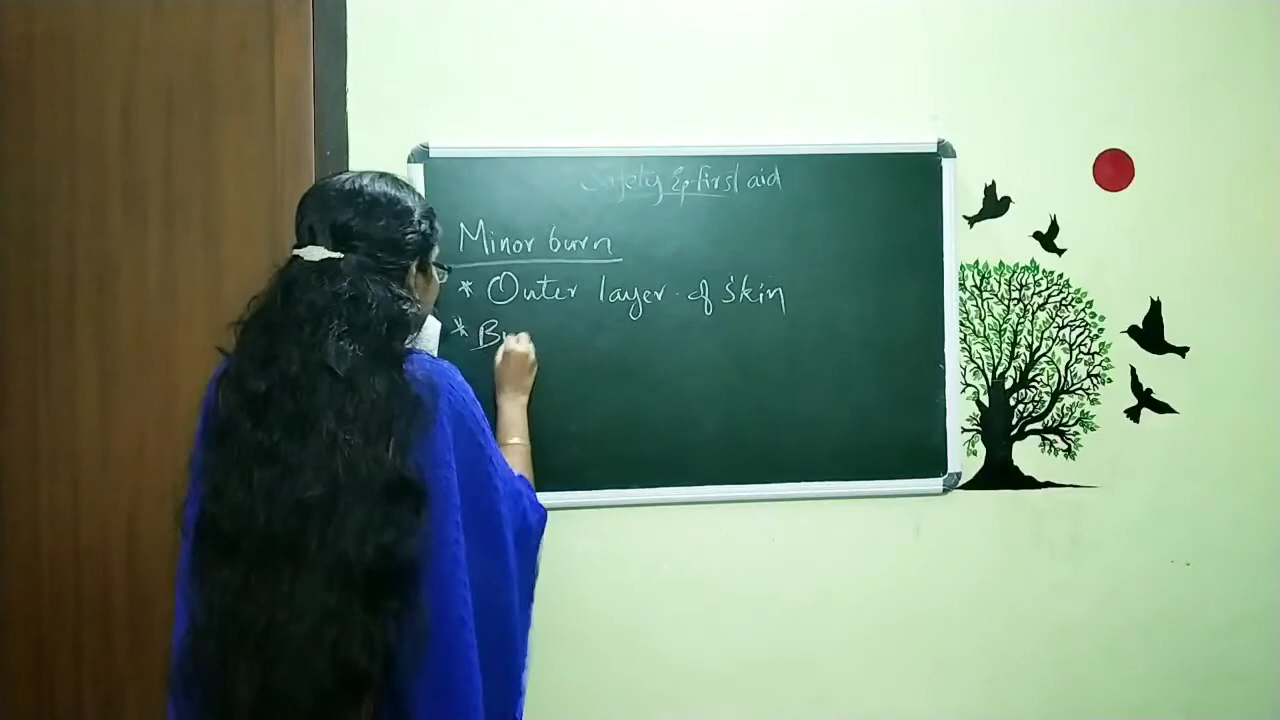 Safety & First aid
Minor burn
* Outer layer of skin
* B